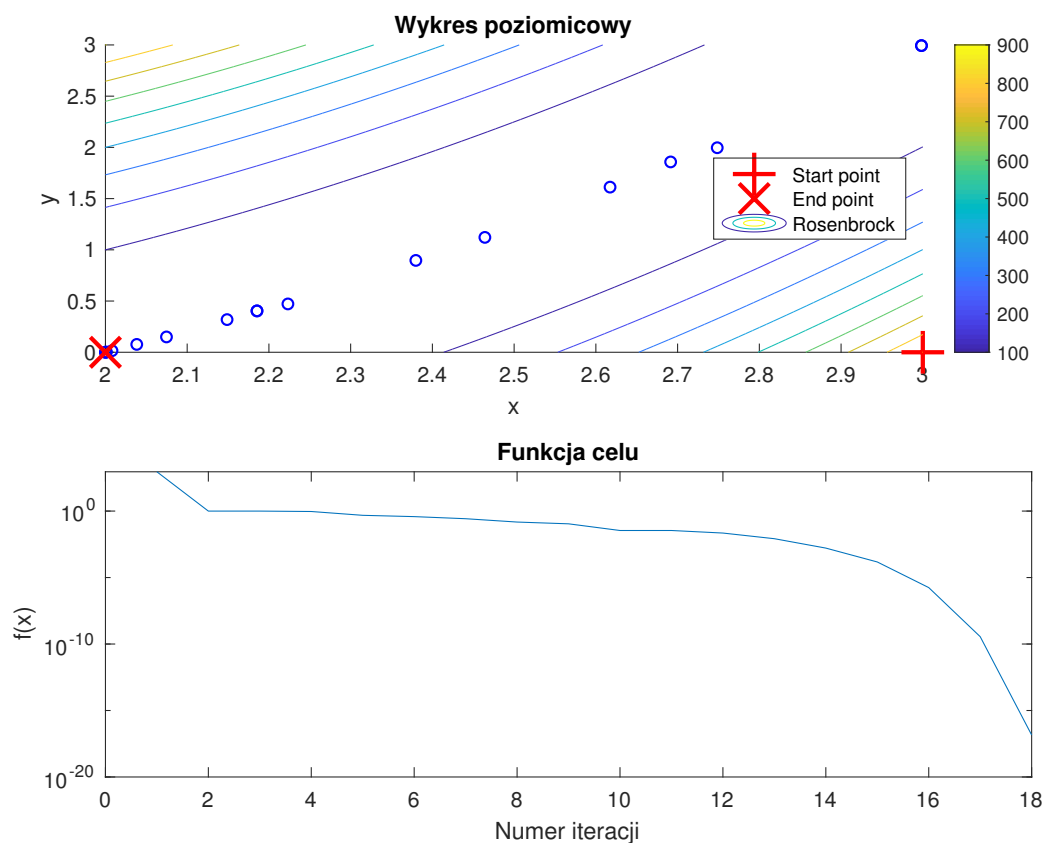 Wykres poziomicowy
3
2.5
2
1.5
1
0.5
0
y
2 2.1 2.2 2.3 2.4 2.5 2.6 2.7 2.8 2.9 3
x
Start point
End point
Rosenbrock
900
800
700
600
500
400
300
200
100
Funkcja celu
10^0
10^-10
10^-20
f(x)
0 2 4 6 8 10 12 14 16 18
Numer iteracji